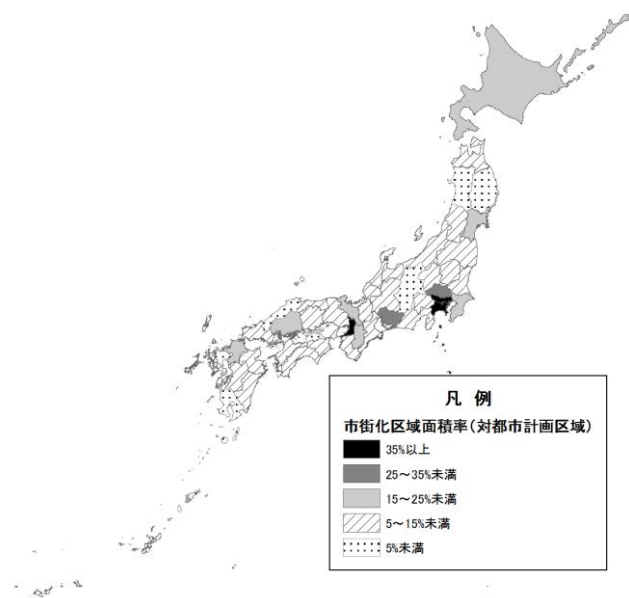 凡 例
市街化区域面積率(対都市計画区域)
35%以上
25~35%未満
15~25%未満
5~15%未満
5%未満